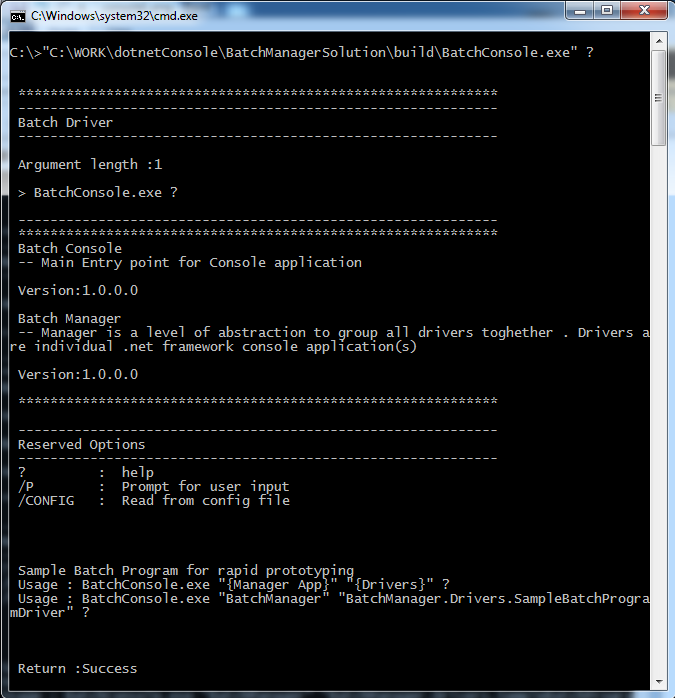 C:\Windows\system32\cmd.exe
C:\>"C:\WORK\dotnetConsole\BatchManagerSolution\build\BatchConsole.exe" ?
************************************************************
------------------------------------------------------------
Batch Driver
------------------------------------------------------------
Argument length :1
> BatchConsole.exe ?
------------------------------------------------------------
************************************************************
Batch Console
-- Main Entry point for Console application
Version:1.0.0.0
Batch Manager
-- Manager is a level of abstraction to group all drivers toghether . Drivers a
re individual .net framework console application(s)
Version:1.0.0.0
************************************************************
------------------------------------------------------------
Reserved Options
------------------------------------------------------------
? : help
/P : Prompt for user input
/CONFIG : Read from config file
Sample Batch Program for rapid prototyping
Usage : BatchConsole.exe "{Manager App}" "{Drivers}" ?
Usage : BatchConsole.exe "BatchManager" "BatchManager.Drivers.SampleBatchProgra
mDriver" ?
Return :Success